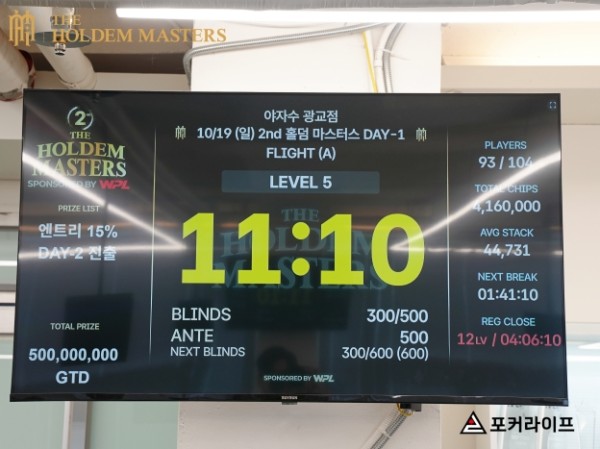 THE
HOLDEM MASTERS
2
THE
HOLDEM
MASTERS
SPONSORED BY WPL
PRIZE LIST
엔트리 15%
DAY-2 진출
TOTAL PRIZE
500,000,000
GTD
야자수 광교점
10/19 (일) 2nd 홀덤 마스터스 DAY-1
FLIGHT (A)
LEVEL 5
THE
HOLDEM
MASTERS
11:10
BLINDS 300/500
ANTE 500
NEXT BLINDS 300/600 (600)
SPONSORED BY WPL
PLAYERS
93 / 104
TOTAL CHIPS
4,160,000
AVG STACK
44,731
NEXT BREAK
01:41:10
REG CLOSE
12LV / 04:06:10
포커라이프